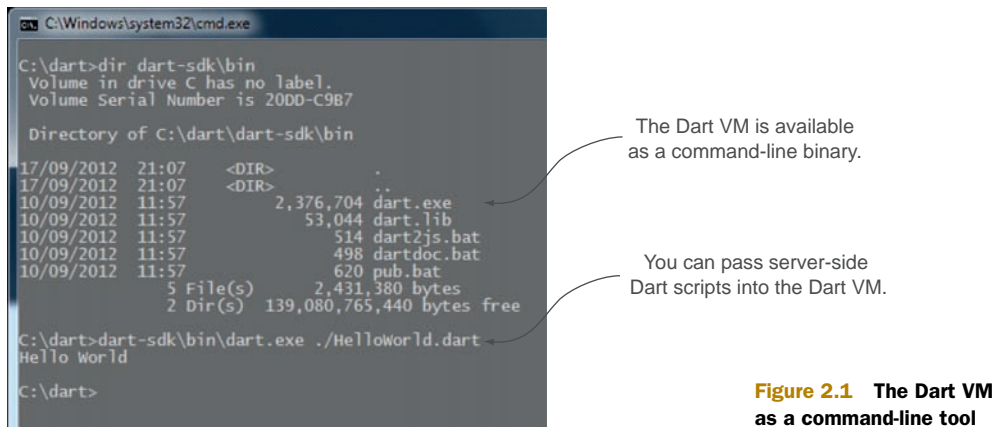 C:\Windows\system32\cmd.exe
C:\dart>dir dart-sdk\bin
Volume in drive C has no label.
Volume Serial Number is 20DD-C9B7
Directory of C:\dart\dart-sdk\bin
17/09/2012 21:07 <DIR> .
17/09/2012 21:07 <DIR> ..
10/09/2012 11:57 2,376,704 dart.exe
10/09/2012 11:57 53,044 dart.lib
10/09/2012 11:57 514 dart2js.bat
10/09/2012 11:57 498 dartdoc.bat
10/09/2012 11:57 620 pub.bat
5 File(s) 2,431,380 bytes
2 Dir(s) 139,080,765,440 bytes free
C:\dart>dart-sdk\bin\dart.exe ./HelloWorld.dart
Hello World
C:\dart>
The Dart VM is available
as a command-line binary.
You can pass server-side
Dart scripts into the Dart VM.
Figure 2.1 The Dart VM
as a command-line tool